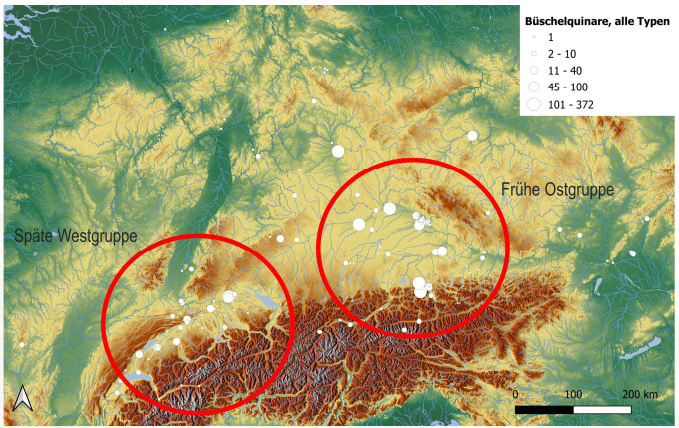 Büschelquinare, alle Typen
1
2 - 10
11 - 40
45 - 100
101 - 372
Frühe Ostgruppe
Späte Westgruppe
0 100 200 km